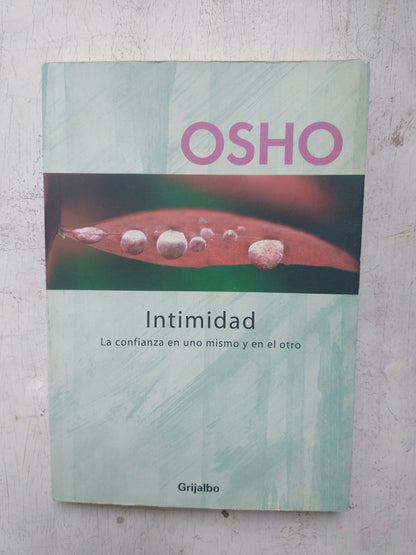 OSHO
Intimidad
La confianza en uno mismo y en el otro
Grijalbo